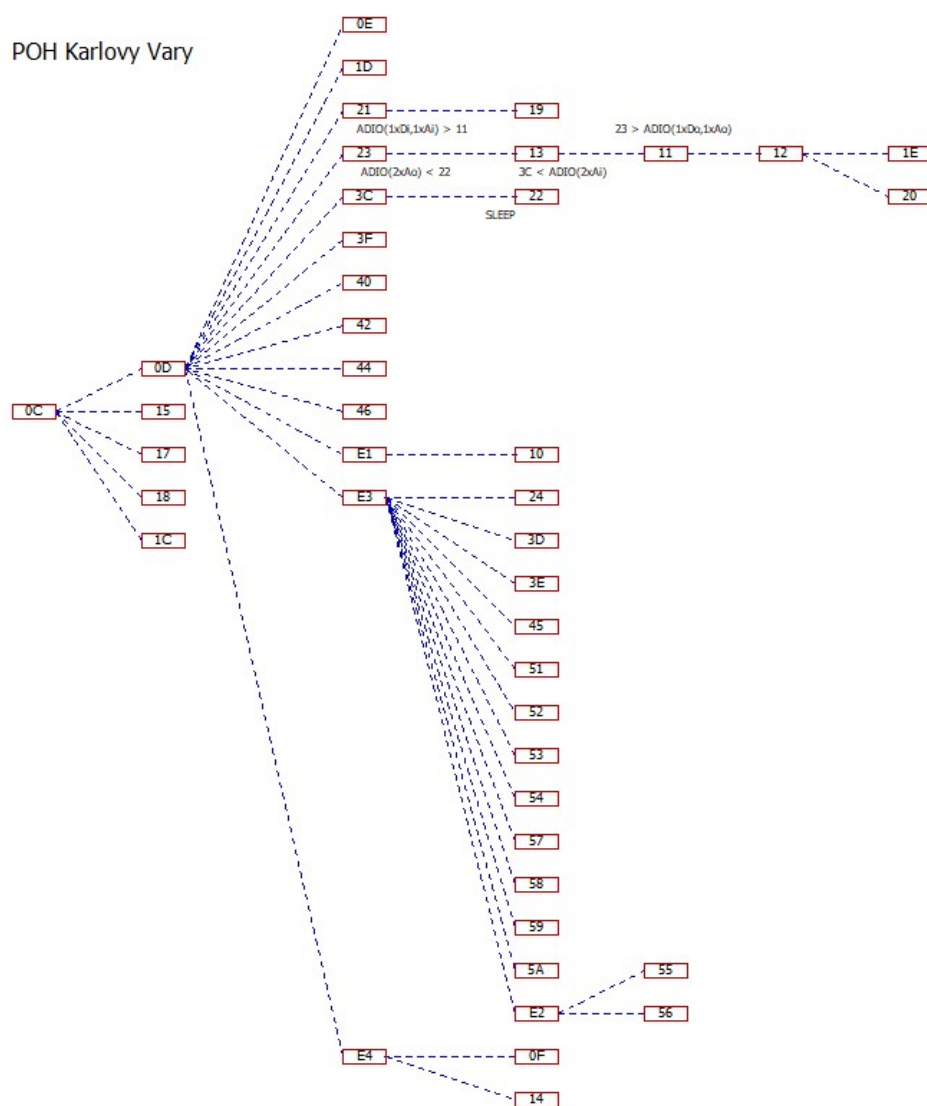 0E
POH Karlovy Vary
1D
21
19
ADIO(1xDi,1xAi) > 11
23 > ADIO(1xDo,1xAo)
23
13
11
12
1E
ADIO(2xAo) < 22
3C < ADIO(2xAi)
3C
22
20
SLEEP
3F
40
42
0D
44
0C
15
46
17
E1
10
18
E3
24
1C
3D
3E
45
51
52
53
54
57
58
59
5A
55
E2
56
E4
0F
14